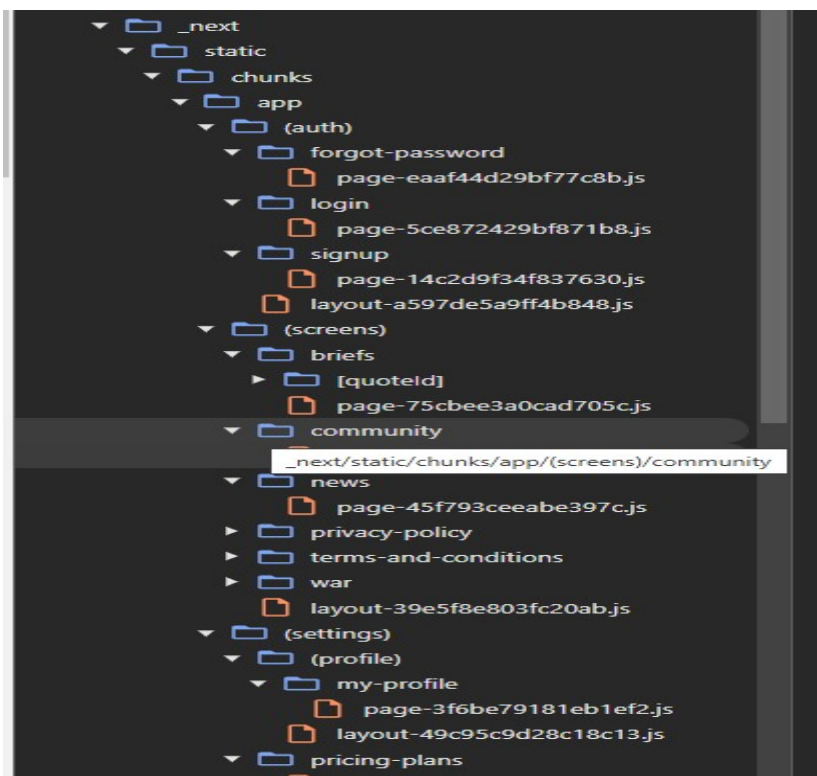 _next
static
chunks
app
(auth)
forgot-password
page-eaaf44d29bf77c8b.js
login
page-5ce872429bf871b8.js
signup
page-14c2d9f34f837630.js
layout-a597de5a9ff4b848.js
(screens)
briefs
[quoteId]
page-75cbee3a0cad705c.js
community
_next/static/chunks/app/(screens)/community
news
page-45f793ceeabe397c.js
privacy-policy
terms-and-conditions
war
layout-39e5f8e803fc20ab.js
(settings)
(profile)
my-profile
page-3f6be79181eb1ef2.js
layout-49c95c9d28c18c13.js
pricing-plans